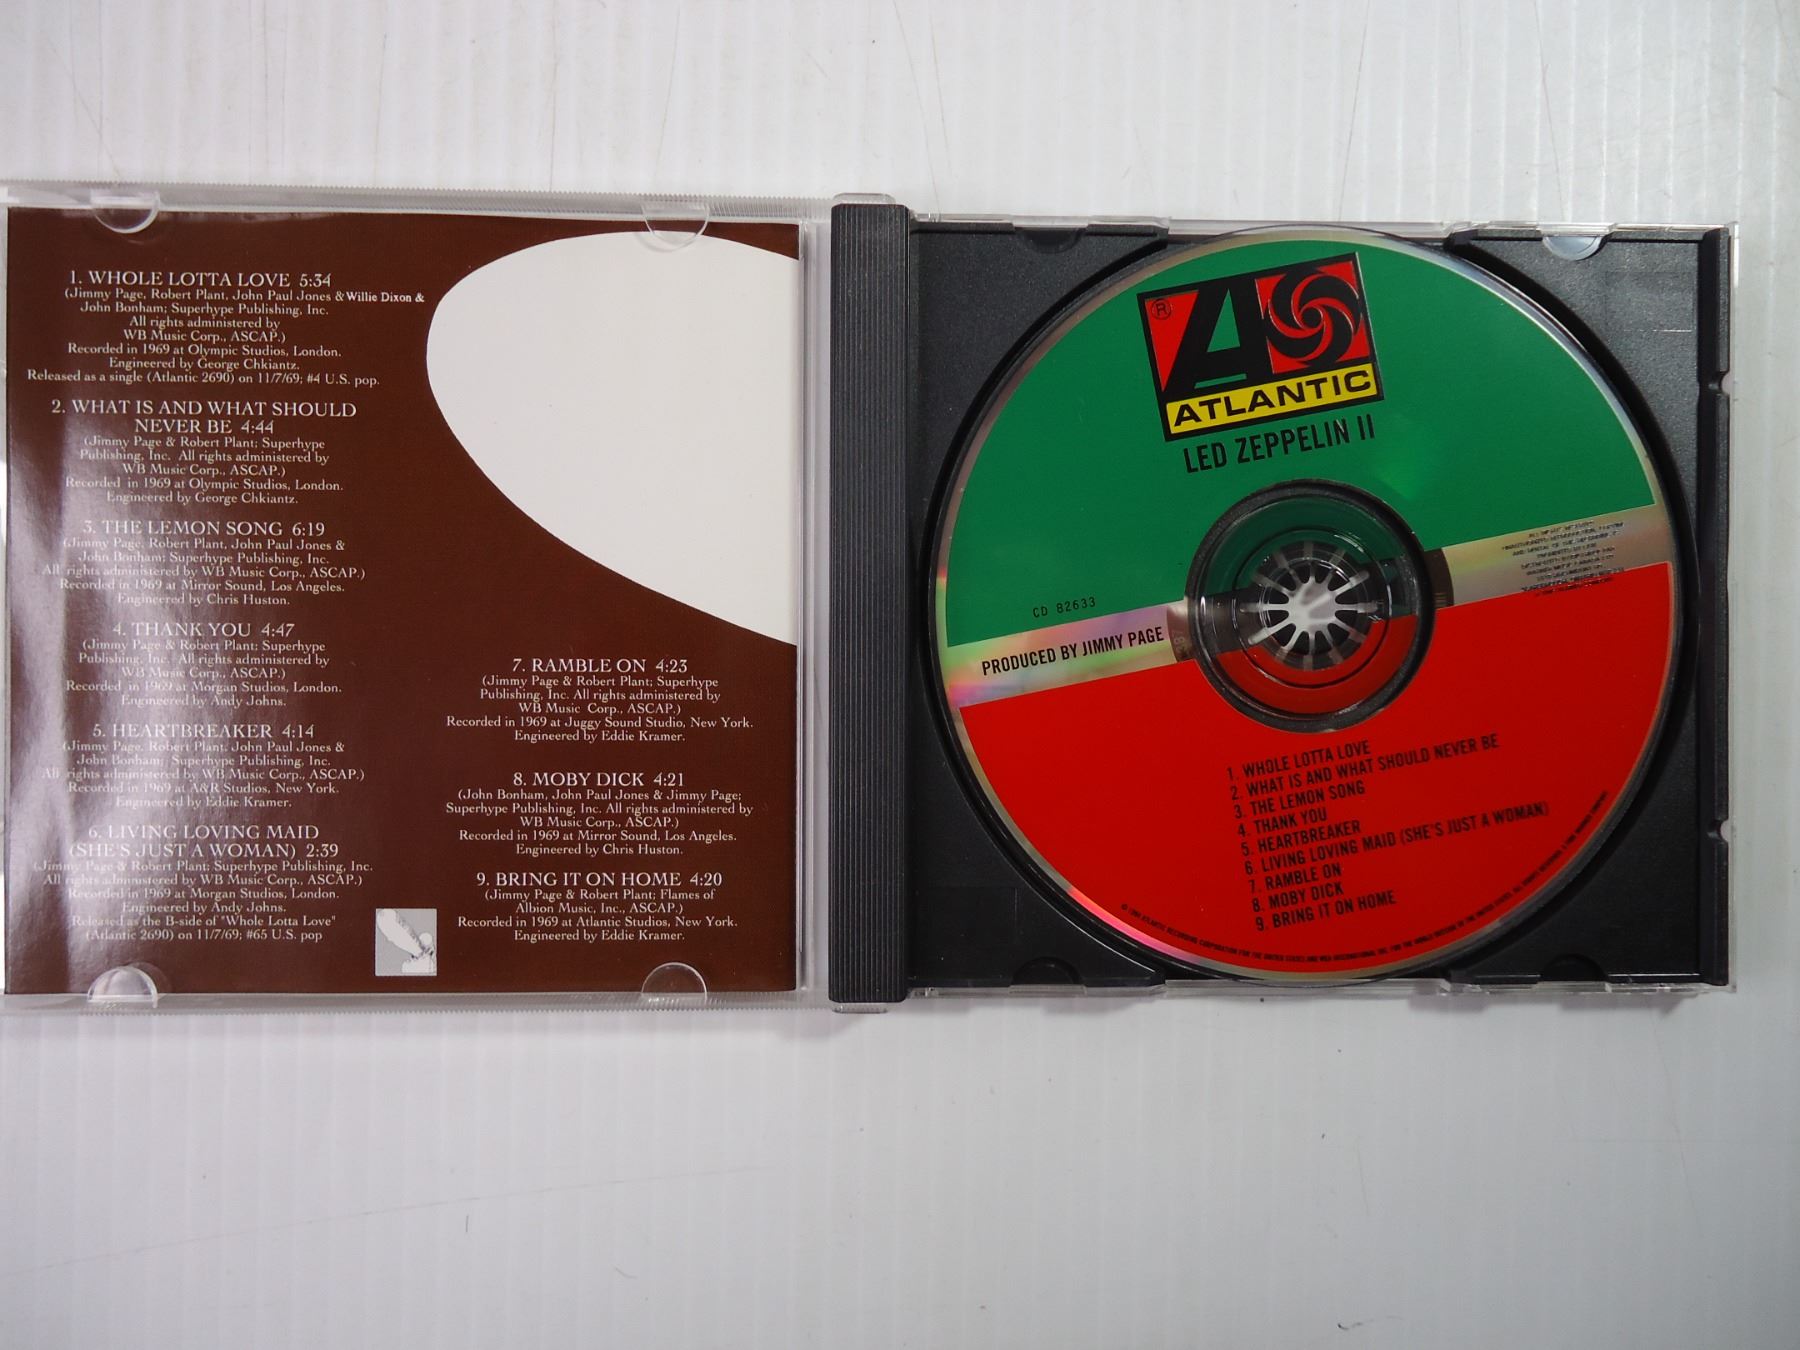 1. WHOLE LOTTA LOVE 5:34
(Jimmy Page, Robert Plant, John Paul Jones & Willie Dixon &
John Bonham; Superhype Publishing, Inc.
All rights administered by
WB Music Corp., ASCAP.)
Recorded in 1969 at Olympic Studios, London.
Engineered by George Chkiantz.
Released as a single (Atlantic 2690) on 11/7/69; #4 U.S. pop.
2. WHAT IS AND WHAT SHOULD
NEVER BE 4:44
(Jimmy Page & Robert Plant; Superhype
Publishing, Inc. All rights administered by
WB Music Corp., ASCAP.)
Recorded in 1969 at Olympic Studios, London.
Engineered by George Chkiantz.
3. THE LEMON SONG 6:19
(Jimmy Page, Robert Plant, John Paul Jones &
John Bonham; Superhype Publishing, Inc.
All rights administered by WB Music Corp., ASCAP.)
Recorded in 1969 at Mirror Sound, Los Angeles.
Engineered by Chris Huston.
4. THANK YOU 4:47
(Jimmy Page & Robert Plant; Superhype
Publishing, Inc. All rights administered by
WB Music Corp., ASCAP.)
Recorded in 1969 at Morgan Studios, London.
Engineered by Andy Johns.
5. HEARTBREAKER 4:14
(Jimmy Page, Robert Plant, John Paul Jones &
John Bonham; Superhype Publishing, Inc.
All rights administered by WB Music Corp., ASCAP.)
Recorded in 1969 at A&R Studios, New York.
Engineered by Eddie Kramer.
6. LIVING LOVING MAID
(SHE'S JUST A WOMAN) 2:39
(Jimmy Page & Robert Plant; Superhype Publishing, Inc.
All rights administered by WB Music Corp., ASCAP.)
Recorded in 1969 at Morgan Studios, London.
Engineered by Andy Johns.
Released as the B-side of "Whole Lotta Love"
(Atlantic 2690) on 11/7/69; #65 U.S. pop
7. RAMBLE ON 4:23
(Jimmy Page & Robert Plant; Superhype
Publishing, Inc. All rights administered by
WB Music Corp., ASCAP.)
Recorded in 1969 at Juggy Sound Studio, New York.
Engineered by Eddie Kramer.
8. MOBY DICK 4:21
(John Bonham, John Paul Jones & Jimmy Page;
Superhype Publishing, Inc. All rights administered by
WB Music Corp., ASCAP.)
Recorded in 1969 at Mirror Sound, Los Angeles.
Engineered by Chris Huston.
9. BRING IT ON HOME 4:20
(Jimmy Page & Robert Plant; Flames of
Albion Music, Inc., ASCAP.)
Recorded in 1969 at Atlantic Studios, New York.
Engineered by Eddie Kramer.
®
ATLANTIC
LED ZEPPELIN II
CD 82633
PRODUCED BY JIMMY PAGE
1. WHOLE LOTTA LOVE
2. WHAT IS AND WHAT SHOULD NEVER BE
3. THE LEMON SONG
4. THANK YOU
5. HEARTBREAKER
6. LIVING LOVING MAID (SHE'S JUST A WOMAN)
7. RAMBLE ON
8. MOBY DICK
9. BRING IT ON HOME
ATLANTIC RECORDING CORPORATION FOR THE UNITED STATES AND WEA INTERNATIONAL INC. FOR THE WORLD OUTSIDE OF THE UNITED STATES.